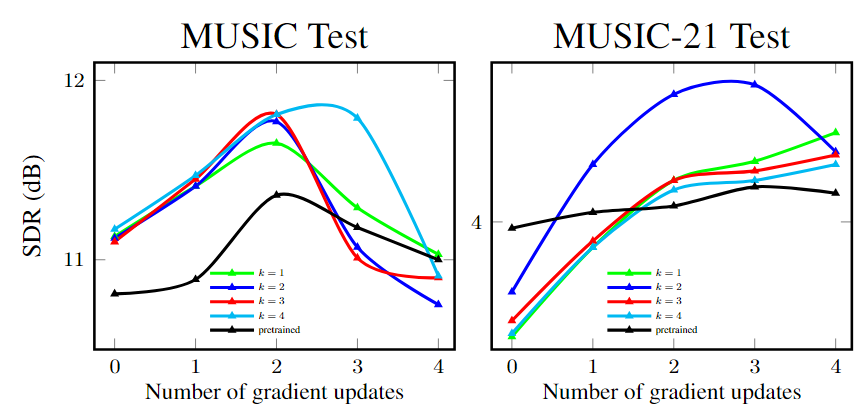 MUSIC Test
12
11
SDR (dB)
k = 1
k = 2
k = 3
k = 4
pretrained
0 1 2 3 4
Number of gradient updates
MUSIC-21 Test
4
k = 1
k = 2
k = 3
k = 4
pretrained
0 1 2 3 4
Number of gradient updates